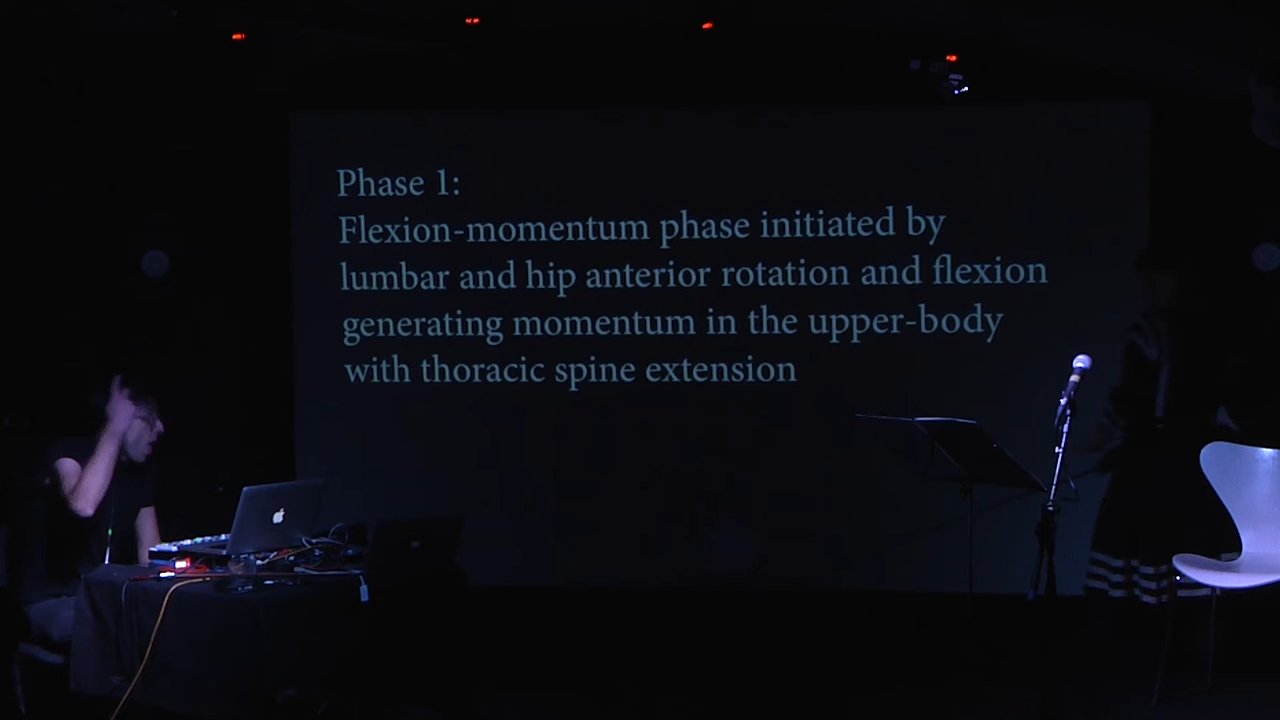 Phase 1:
Flexion-momentum phase initiated by
lumbar and hip anterior rotation and flexion
generating momentum in the upper-body
with thoracic spine extension